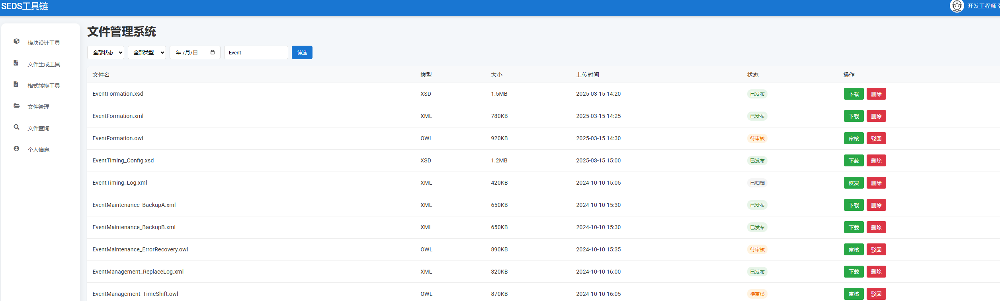 SEDS工具链
开发工程师
模块设计工具
文件生成工具
格式转换工具
文件管理
文件查询
个人信息
文件管理系统
全部状态 全部类型 年 /月/日 Event 筛选
文件名 类型 大小 上传时间 状态 操作
EventFormation.xsd XSD 1.5MB 2025-03-15 14:20 已发布 下载 删除
EventFormation.xml XML 780KB 2025-03-15 14:25 已发布 下载 删除
EventFormation.owl OWL 920KB 2025-03-15 14:30 待审核 审核 驳回
EventTiming_Config.xsd XSD 1.2MB 2025-03-15 15:00 已发布 下载 删除
EventTiming_Log.xml XML 420KB 2024-10-10 15:05 已归档 恢复 删除
EventMaintenance_BackupA.xml XML 650KB 2024-10-10 15:30 已发布 下载 删除
EventMaintenance_BackupB.xml XML 650KB 2024-10-10 15:30 已发布 下载 删除
EventMaintenance_ErrorRecovery.owl OWL 890KB 2024-10-10 15:35 待审核 审核 驳回
EventManagement_ReplaceLog.xml XML 320KB 2024-10-10 16:00 已发布 下载 删除
EventManagement_TimeShift.owl OWL 870KB 2024-10-10 16:05 待审核 审核 驳回